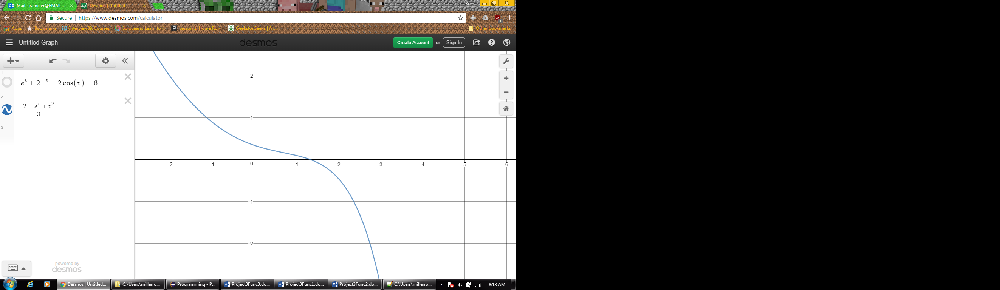 Mail - ramiller@EMAIL.U
Desmos | Untitled
Ross
Secure | https://www.desmos.com/calculator
Apps Bookmarks InterviewBit Courses SoloLearn: Learn to C Lesson 1: Home Row GeeksforGeeks | A co Other bookmarks
Untitled Graph desmos Create Account or Sign In
1
e^x + 2^−x + 2 cos(x) − 6
2
2 − e^x + x^2
3
3
2
1
-2 -1 0 1 2 3 4 5 6
-1
-2
powered by
desmos
Desmos | Untitled... C:\Users\millerro... Programming - P... Project3Func3.do... Project3Func1.do... Project3Func2.do... C:\Users\millerro... 8:18 AM